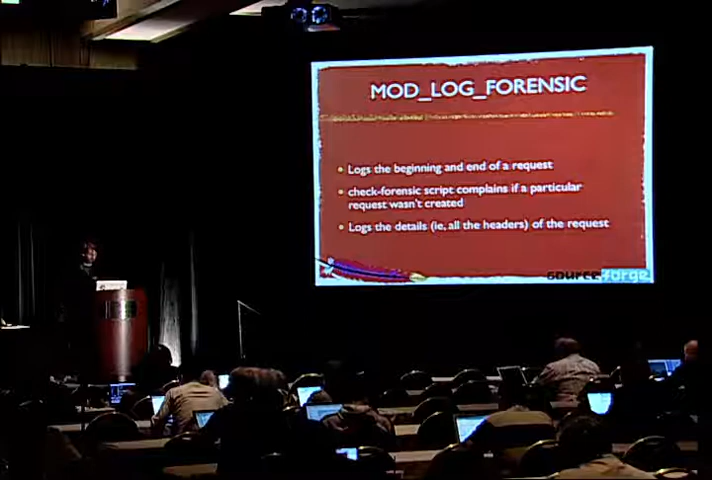 MOD_LOG_FORENSIC
Logs the beginning and end of a request
check-forensic script complains if a particular
request wasn't created
Logs the details (ie, all the headers) of the request
SOURCEFORGE